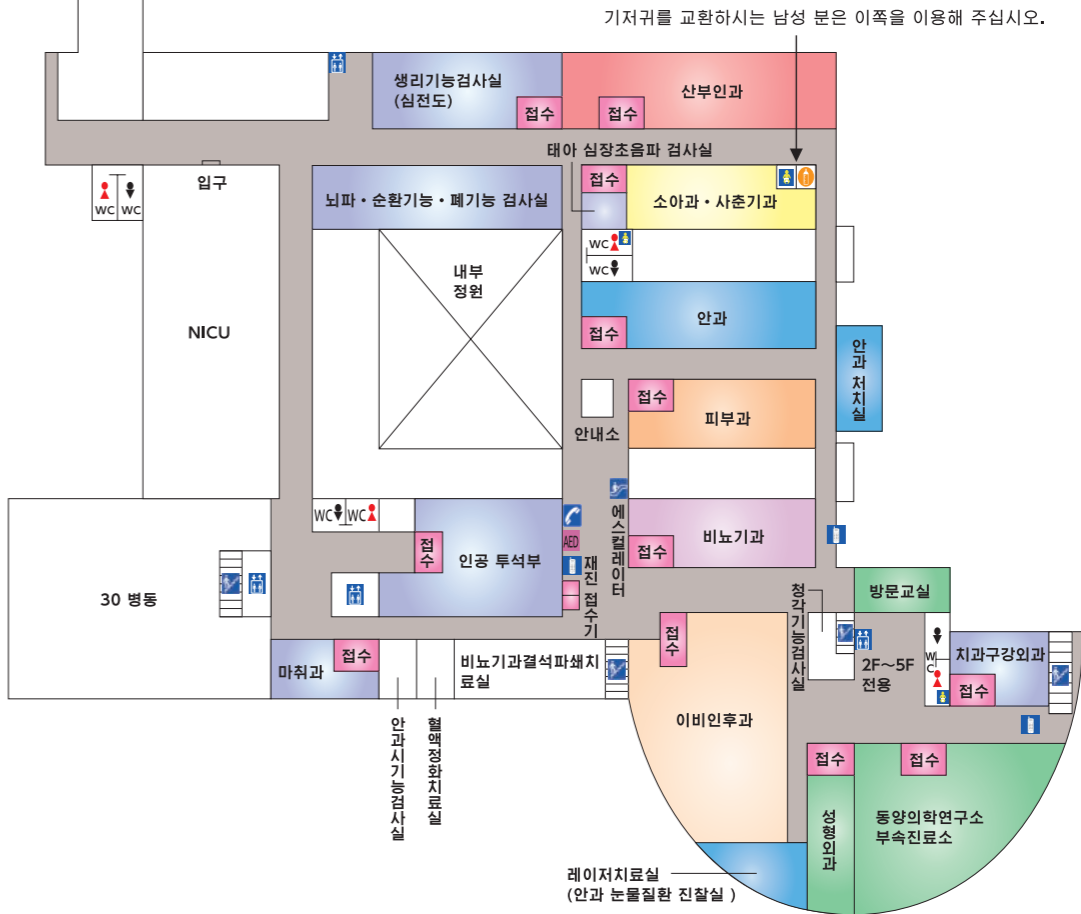 기저귀를 교환하시는 남성 분은 이쪽을 이용해 주십시오.
생리기능검사실
(심전도)
접수
산부인과
접수
태아 심장초음파 검사실
입구
WC
WC
뇌파・순환기능・폐기능 검사실
접수
소아과・사춘기과
WC
WC
내부
정원
NICU
안과
접수
안과 처치실
접수
피부과
안내소
에스컬레이터
WC
WC
접수
인공 투석부
AED
재진 접수기
비뇨기과
접수
30 병동
청각기능검사실
방문교실
2F～5F
전용
WC
치과구강외과
접수
마취과
접수
비뇨기과결석파쇄치
료실
접수
이비인후과
안과시기능검사실
혈액정화치료실
접수
성형외과
접수
동양의학연구소
부속진료소
레이저치료실
(안과 눈물질환 진찰실 )